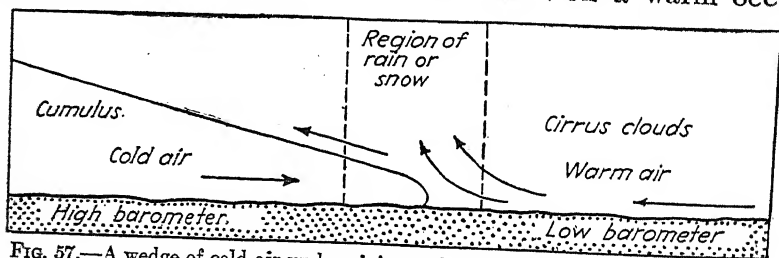 Region of
rain or
snow
Cumulus.
Cirrus clouds
Cold air
Warm air
High barometer.
Low barometer
FIG. 57.—A wedge of cold air